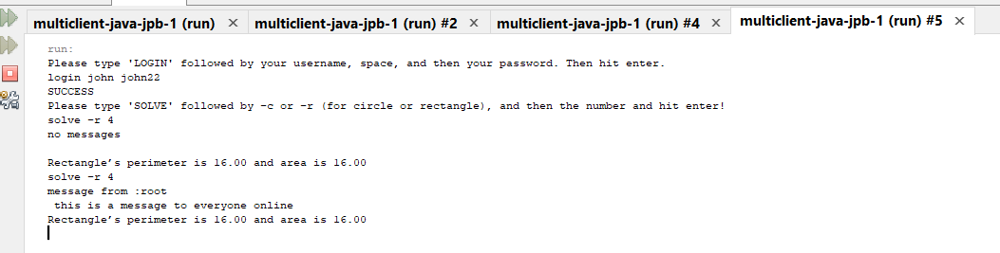 multiclient-java-jpb-1 (run) × multiclient-java-jpb-1 (run) #2 × multiclient-java-jpb-1 (run) #4 × multiclient-java-jpb-1 (run) #5 ×
run:
Please type 'LOGIN' followed by your username, space, and then your password. Then hit enter.
login john john22
SUCCESS
Please type 'SOLVE' followed by -c or -r (for circle or rectangle), and then the number and hit enter!
solve -r 4
no messages
Rectangle’s perimeter is 16.00 and area is 16.00
solve -r 4
message from :root
this is a message to everyone online
Rectangle’s perimeter is 16.00 and area is 16.00